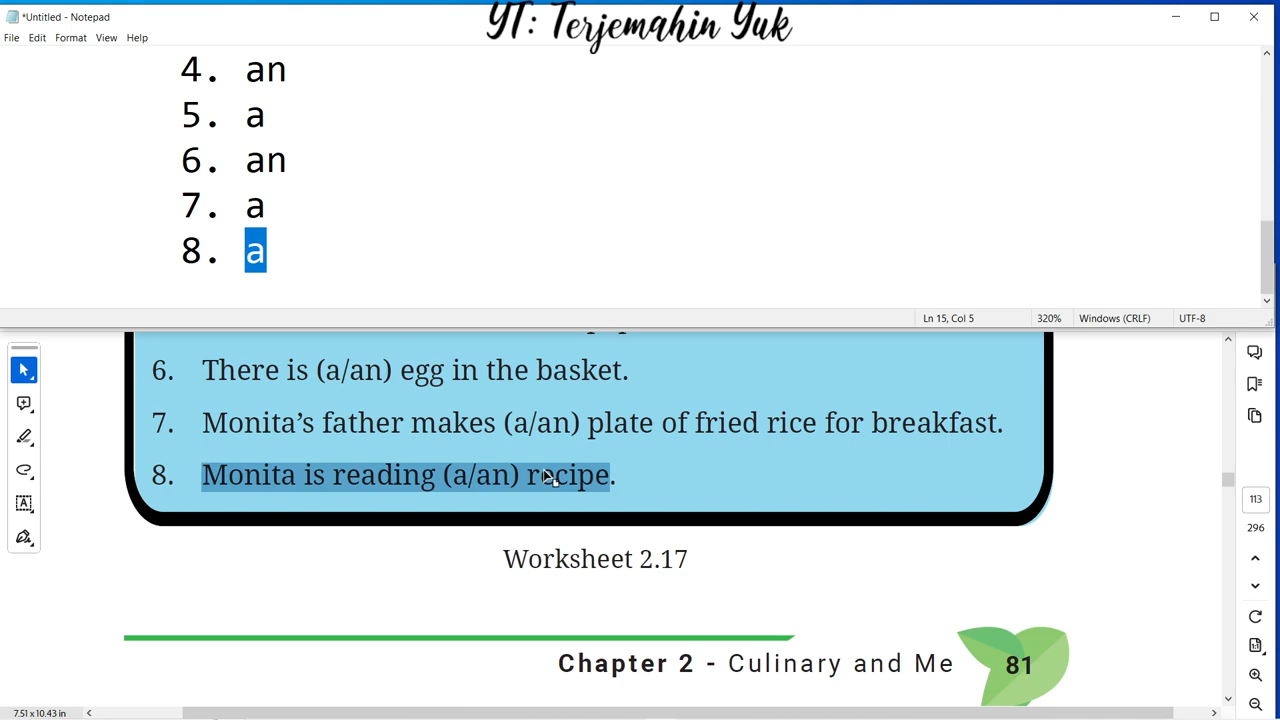 *Untitled - Notepad
YT: Terjemahin Yuk
File Edit Format View Help
4. an
5. a
6. an
7. a
8. a
Ln 15, Col 5 320% Windows (CRLF) UTF-8
6. There is (a/an) egg in the basket.
7. Monita's father makes (a/an) plate of fried rice for breakfast.
8. Monita is reading (a/an) recipe.
113
296
Worksheet 2.17
Chapter 2 - Culinary and Me 81
7.51 x 10.43 in